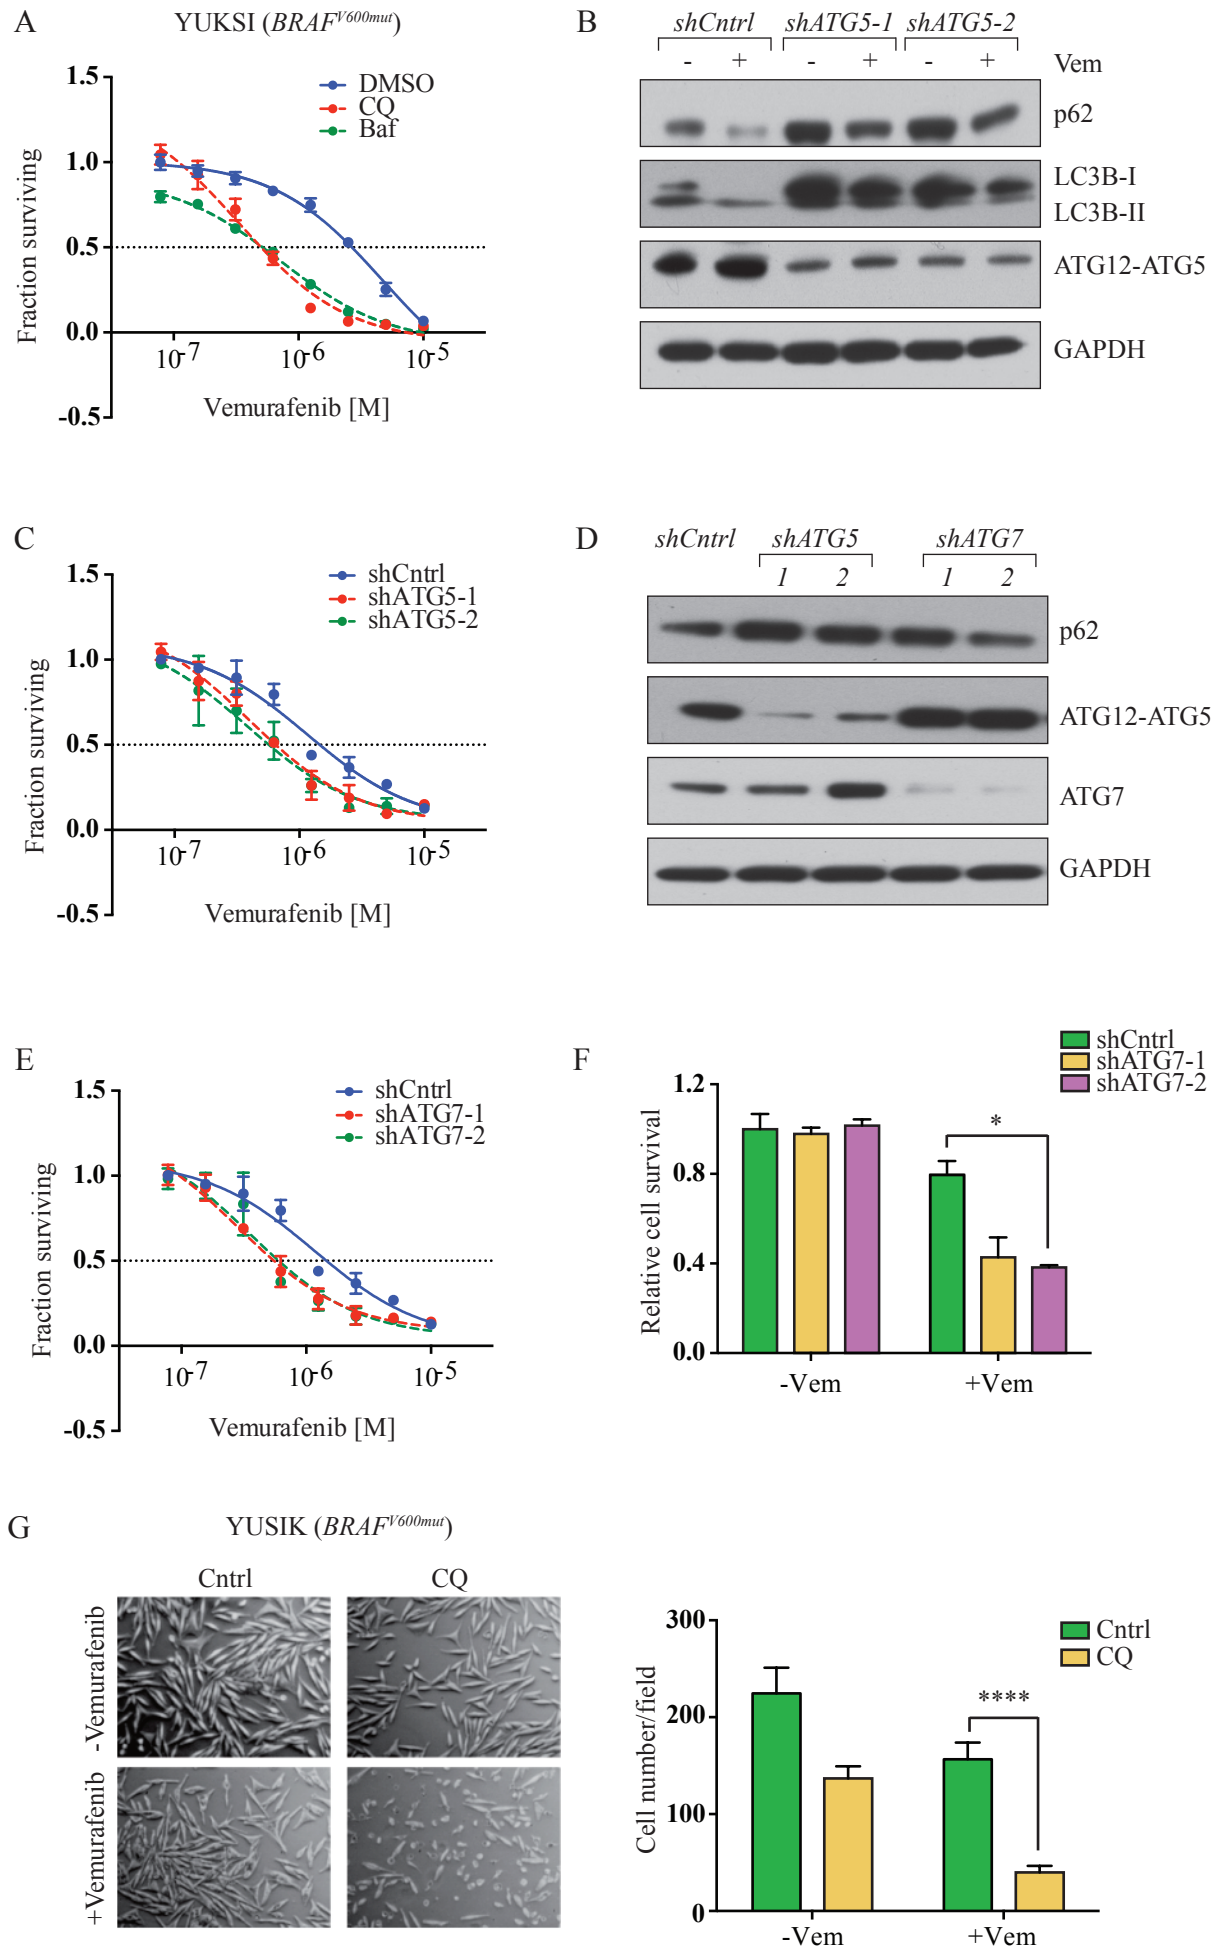 A
YUKSI (BRAF^V600mut)
1.5
1.0
0.5
0.0
-0.5
Fraction surviving
DMSO
CQ
Baf
10^-7 10^-6 10^-5
Vemurafenib [M]
B
shCntrl shATG5-1 shATG5-2
- + - + - + Vem
p62
LC3B-I
LC3B-II
ATG12-ATG5
GAPDH
C
1.5
1.0
0.5
0.0
-0.5
Fraction surviving
shCntrl
shATG5-1
shATG5-2
10^-7 10^-6 10^-5
Vemurafenib [M]
D
shCntrl shATG5 shATG7
1 2 1 2
p62
ATG12-ATG5
ATG7
GAPDH
E
1.5
1.0
0.5
0.0
-0.5
Fraction surviving
shCntrl
shATG7-1
shATG7-2
10^-7 10^-6 10^-5
Vemurafenib [M]
F
shCntrl
shATG7-1
shATG7-2
1.2
0.8
0.4
0.0
Relative cell survival
*
-Vem +Vem
G
YUSIK (BRAF^V600mut)
Cntrl CQ
-Vemurafenib
+Vemurafenib
300
200
100
0
Cell number/field
Cntrl
CQ
****
-Vem +Vem